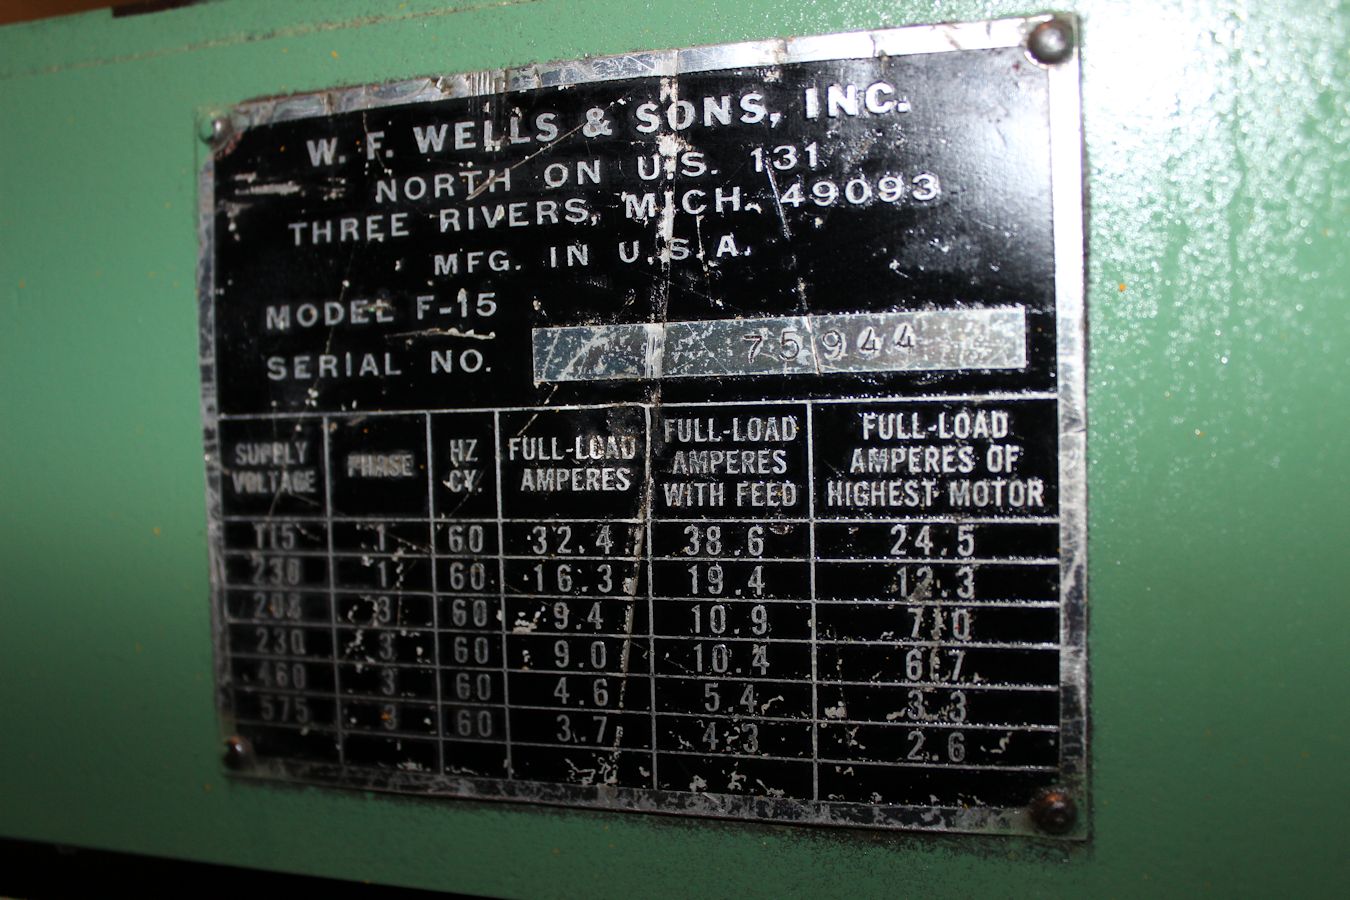 W. F. WELLS & SONS, INC.
NORTH ON U.S. 131
THREE RIVERS, MICH. 49093
MFG. IN U.S.A.
MODEL F-15
SERIAL NO. 75944
SUPPLY VOLTAGE PHASE HZ CY. FULL-LOAD AMPERES FULL-LOAD AMPERES WITH FEED FULL-LOAD AMPERES OF HIGHEST MOTOR
115 1 60 32.4 38.6 24.5
230 1 60 16.3 19.4 12.3
208 3 60 9.4 10.9 7.0
230 3 60 9.0 10.4 6.7
460 3 60 4.6 5.4 3.3
575 3 60 3.7 4.3 2.6